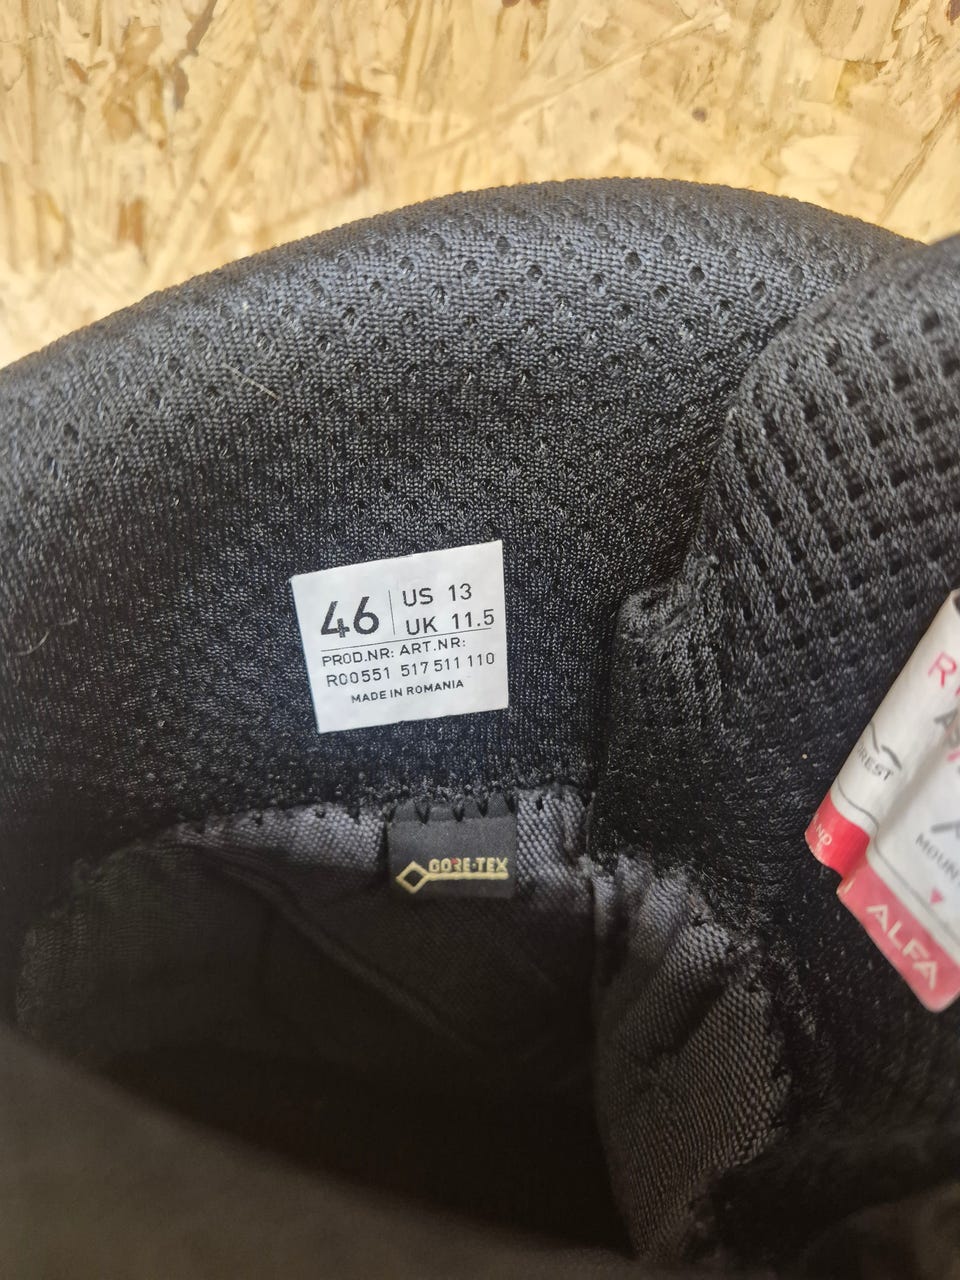 46
US 13
UK 11.5
PROD.NR: ART.NR:
R00551 517 511 110
MADE IN ROMANIA
GORE-TEX
ALFA